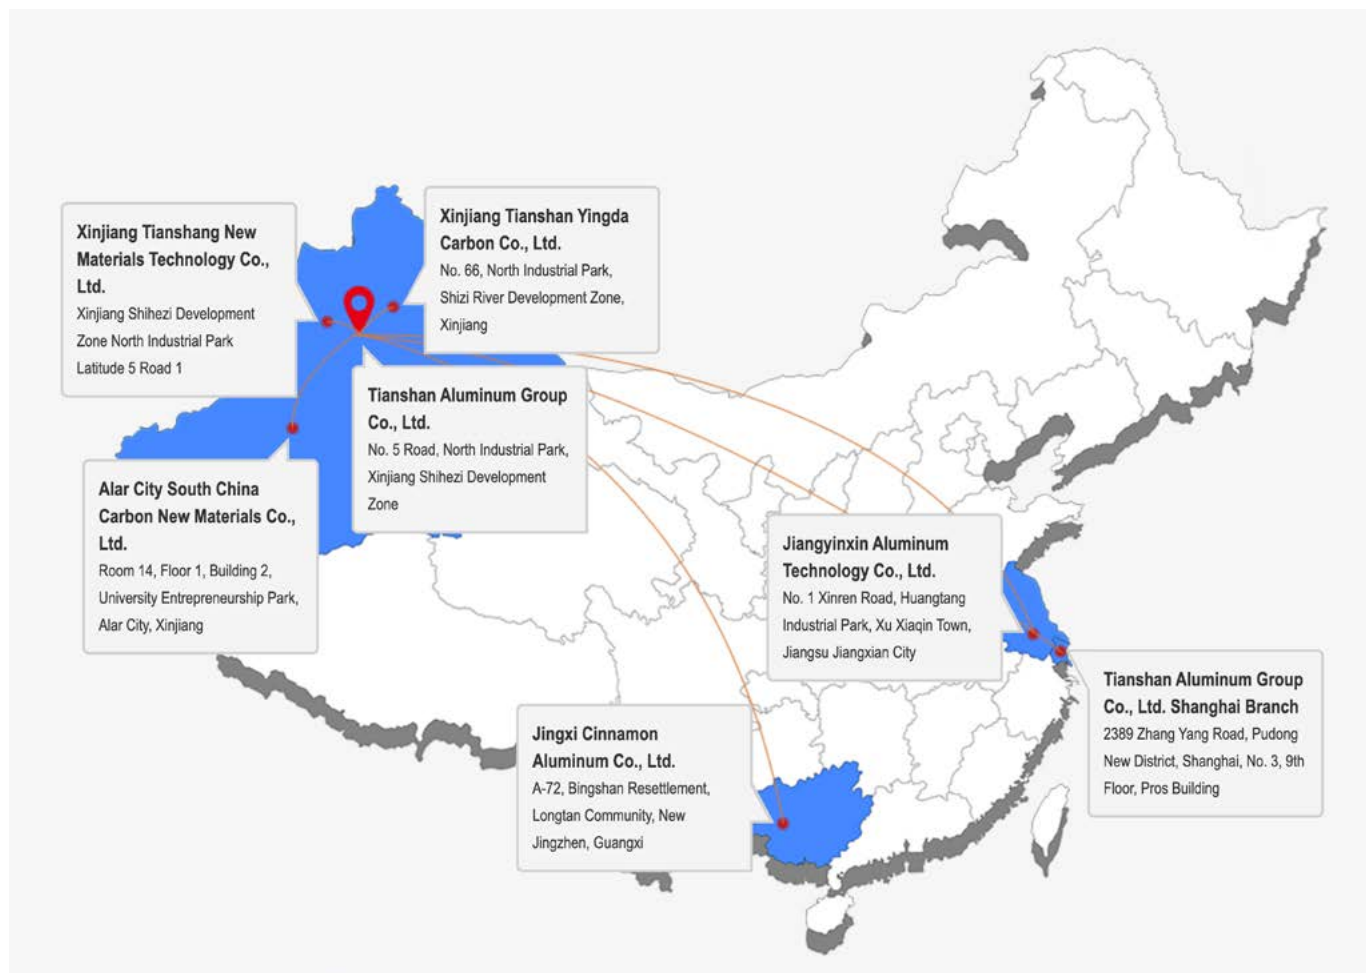 Xinjiang Tianshang New
Materials Technology Co.,
Ltd.
Xinjiang Shihezi Development
Zone North Industrial Park
Latitude 5 Road 1
Xinjiang Tianshan Yingda
Carbon Co., Ltd.
No. 66, North Industrial Park,
Shizi River Development Zone,
Xinjiang
Tianshan Aluminum Group
Co., Ltd.
No. 5 Road, North Industrial Park,
Xinjiang Shihezi Development
Zone
Alar City South China
Carbon New Materials Co.,
Ltd.
Room 14, Floor 1, Building 2,
University Entrepreneurship Park,
Alar City, Xinjiang
Jiangyinxin Aluminum
Technology Co., Ltd.
No. 1 Xinren Road, Huangtang
Industrial Park, Xu Xiaqin Town,
Jiangsu Jiangxian City
Tianshan Aluminum Group
Co., Ltd. Shanghai Branch
2389 Zhang Yang Road, Pudong
New District, Shanghai, No. 3, 9th
Floor, Pros Building
Jingxi Cinnamon
Aluminum Co., Ltd.
A-72, Bingshan Resettlement,
Longtan Community, New
Jingzhen, Guangxi